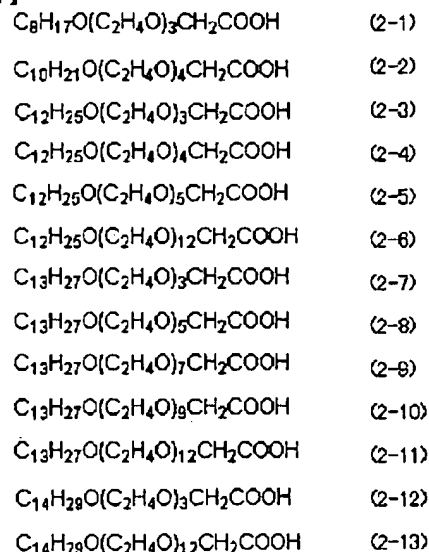 ]
C₈H₁₇O(C₂H₄O)₃CH₂COOH (2-1)
C₁₀H₂₁O(C₂H₄O)₄CH₂COOH (2-2)
C₁₂H₂₅O(C₂H₄O)₃CH₂COOH (2-3)
C₁₂H₂₅O(C₂H₄O)₄CH₂COOH (2-4)
C₁₂H₂₅O(C₂H₄O)₅CH₂COOH (2-5)
C₁₂H₂₅O(C₂H₄O)₁₂CH₂COOH (2-6)
C₁₃H₂₇O(C₂H₄O)₃CH₂COOH (2-7)
C₁₃H₂₇O(C₂H₄O)₅CH₂COOH (2-8)
C₁₃H₂₇O(C₂H₄O)₇CH₂COOH (2-9)
C₁₃H₂₇O(C₂H₄O)₉CH₂COOH (2-10)
C₁₃H₂₇O(C₂H₄O)₁₂CH₂COOH (2-11)
C₁₄H₂₉O(C₂H₄O)₃CH₂COOH (2-12)
C₁₄H₂₉O(C₂H₄O)₁₂CH₂COOH (2-13)